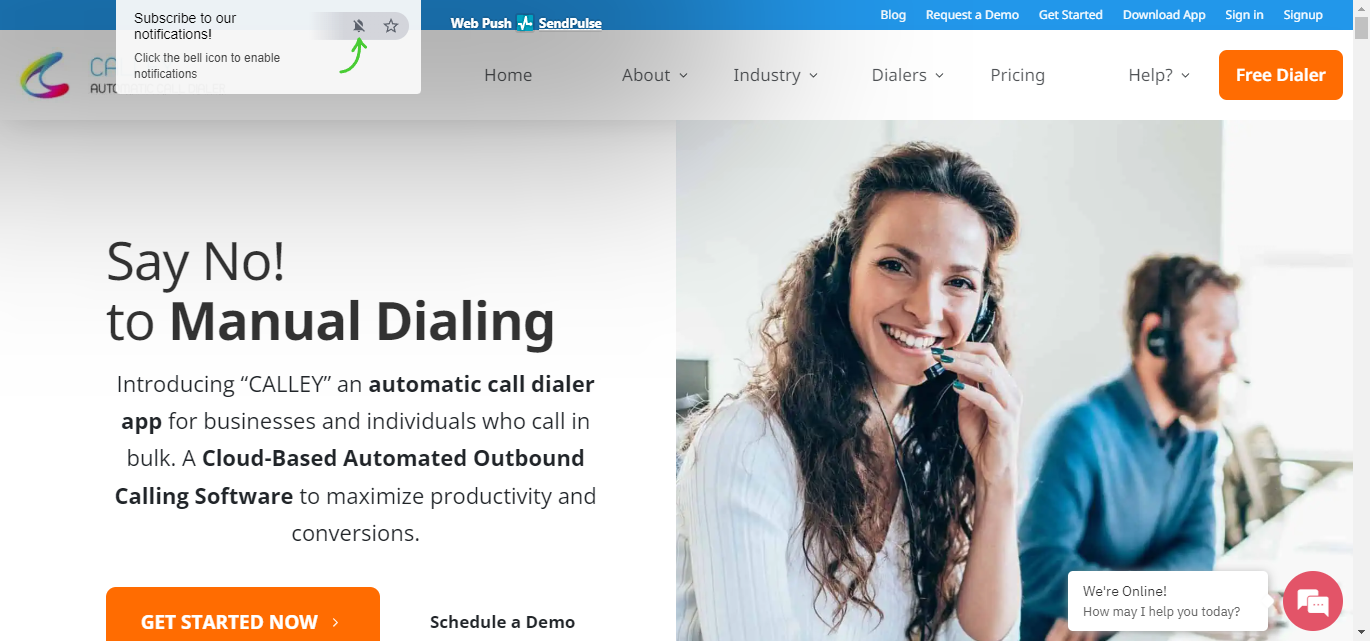 Subscribe to our
notifications!
Click the bell icon to enable
notifications
Web Push SendPulse
Blog Request a Demo Get Started Download App Sign in Signup
Home About Industry Dialers Pricing Help? Free Dialer
Say No!
to Manual Dialing
Introducing “CALLEY” an automatic call dialer
app for businesses and individuals who call in
bulk. A Cloud-Based Automated Outbound
Calling Software to maximize productivity and
conversions.
GET STARTED NOW
Schedule a Demo
We're Online!
How may I help you today?